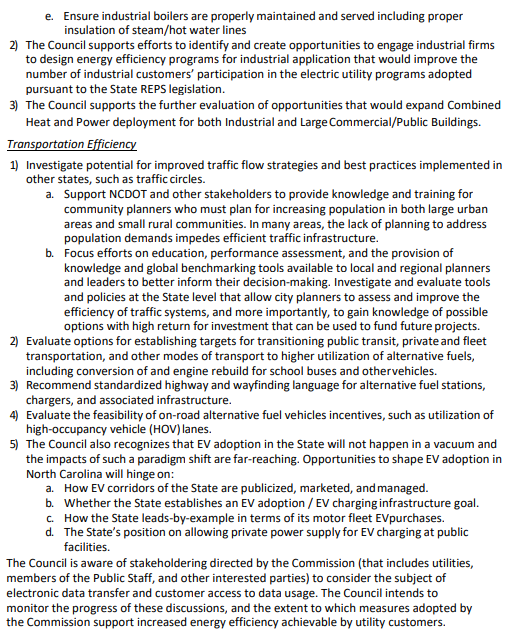 e. Ensure industrial boilers are properly maintained and served including proper
insulation of steam/hot water lines
2) The Council supports efforts to identify and create opportunities to engage industrial firms
to design energy efficiency programs for industrial application that would improve the
number of industrial customers' participation in the electric utility programs adopted
pursuant to the State REPS legislation.
3) The Council supports the further evaluation of opportunities that would expand Combined
Heat and Power deployment for both Industrial and Large Commercial/Public Buildings.
Transportation Efficiency
1) Investigate potential for improved traffic flow strategies and best practices implemented in
other states, such as traffic circles.
a. Support NCDOT and other stakeholders to provide knowledge and training for
community planners who must plan for increasing population in both large urban
areas and small rural communities. In many areas, the lack of planning to address
population demands impedes efficient traffic infrastructure.
b. Focus efforts on education, performance assessment, and the provision of
knowledge and global benchmarking tools available to local and regional planners
and leaders to better inform their decision-making. Investigate and evaluate tools
and policies at the State level that allow city planners to assess and improve the
efficiency of traffic systems, and more importantly, to gain knowledge of possible
options with high return for investment that can be used to fund future projects.
2) Evaluate options for establishing targets for transitioning public transit, private and fleet
transportation, and other modes of transport to higher utilization of alternative fuels,
including conversion of and engine rebuild for school buses and othervehicles.
3) Recommend standardized highway and wayfinding language for alternative fuel stations,
chargers, and associated infrastructure.
4) Evaluate the feasibility of on-road alternative fuel vehicles incentives, such as utilization of
high-occupancy vehicle (HOV) lanes.
5) The Council also recognizes that EV adoption in the State will not happen in a vacuum and
the impacts of such a paradigm shift are far-reaching. Opportunities to shape EV adoption in
North Carolina will hinge on:
a. How EV corridors of the State are publicized, marketed, and managed.
b. Whether the State establishes an EV adoption / EV charging infrastructure goal.
c. How the State leads-by-example in terms of its motor fleet EVpurchases.
d. The State's position on allowing private power supply for EV charging at public
facilities.
The Council is aware of stakeholdering directed by the Commission (that includes utilities,
members of the Public Staff, and other interested parties) to consider the subject of
electronic data transfer and customer access to data usage. The Council intends to
monitor the progress of these discussions, and the extent to which measures adopted by
the Commission support increased energy efficiency achievable by utility customers.